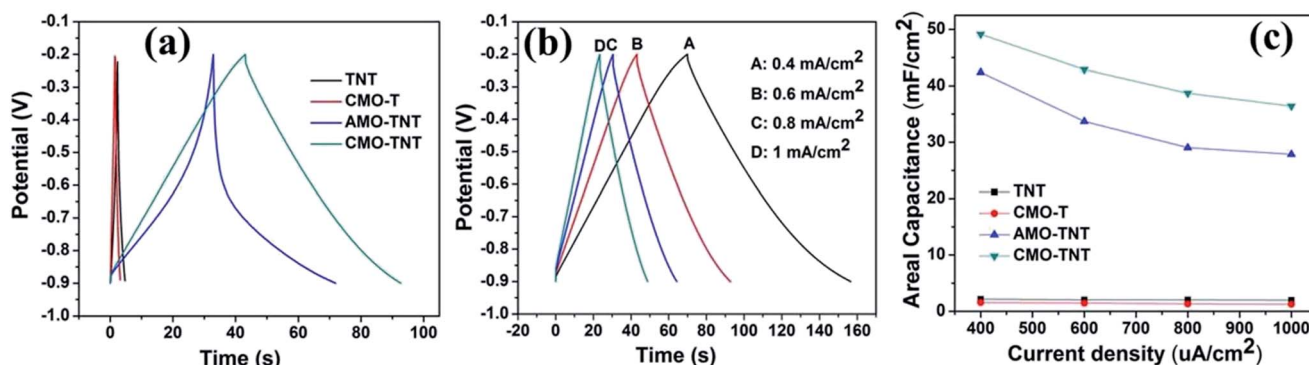 (a)
TNT
CMO-T
AMO-TNT
CMO-TNT
Potential (V)
-0.1
-0.2
-0.3
-0.4
-0.5
-0.6
-0.7
-0.8
-0.9
-1.0
0 20 40 60 80 100
Time (s)
(b)
D C B A
A: 0.4 mA/cm²
B: 0.6 mA/cm²
C: 0.8 mA/cm²
D: 1 mA/cm²
Potential (V)
-0.1
-0.2
-0.3
-0.4
-0.5
-0.6
-0.7
-0.8
-0.9
-1.0
-20 0 20 40 60 80 100 120 140 160
Time (s)
(c)
TNT
CMO-T
AMO-TNT
CMO-TNT
Areal Capacitance (mF/cm²)
50
40
30
20
10
0
400 500 600 700 800 900 1000
Current density (uA/cm²)